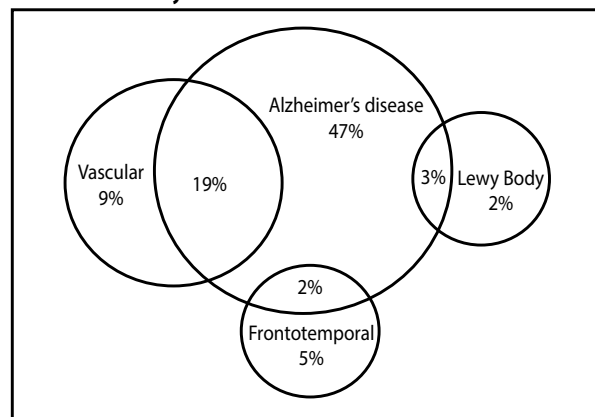 Alzheimer's disease
47%
Vascular
9%
19%
3%
Lewy Body
2%
2%
Frontotemporal
5%